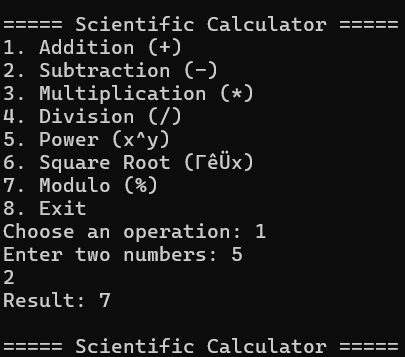 ===== Scientific Calculator =====
1. Addition (+)
2. Subtraction (-)
3. Multiplication (*)
4. Division (/)
5. Power (x^y)
6. Square Root (ΓêÜx)
7. Modulo (%)
8. Exit
Choose an operation: 1
Enter two numbers: 5
2
Result: 7
===== Scientific Calculator =====